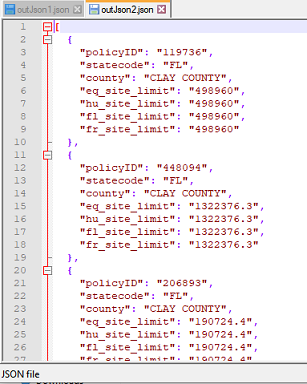 outJson1.json outJson2.json
1 [
2 {
3 "policyID": "119736",
4 "statecode": "FL",
5 "county": "CLAY COUNTY",
6 "eq_site_limit": "498960",
7 "hu_site_limit": "498960",
8 "fl_site_limit": "498960",
9 "fr_site_limit": "498960"
10 },
11 {
12 "policyID": "448094",
13 "statecode": "FL",
14 "county": "CLAY COUNTY",
15 "eq_site_limit": "1322376.3",
16 "hu_site_limit": "1322376.3",
17 "fl_site_limit": "1322376.3",
18 "fr_site_limit": "1322376.3"
19 },
20 {
21 "policyID": "206893",
22 "statecode": "FL",
23 "county": "CLAY COUNTY",
24 "eq_site_limit": "190724.4",
25 "hu_site_limit": "190724.4",
26 "fl_site_limit": "190724.4",
27 "fr_site_limit": "190724.4"
JSON file